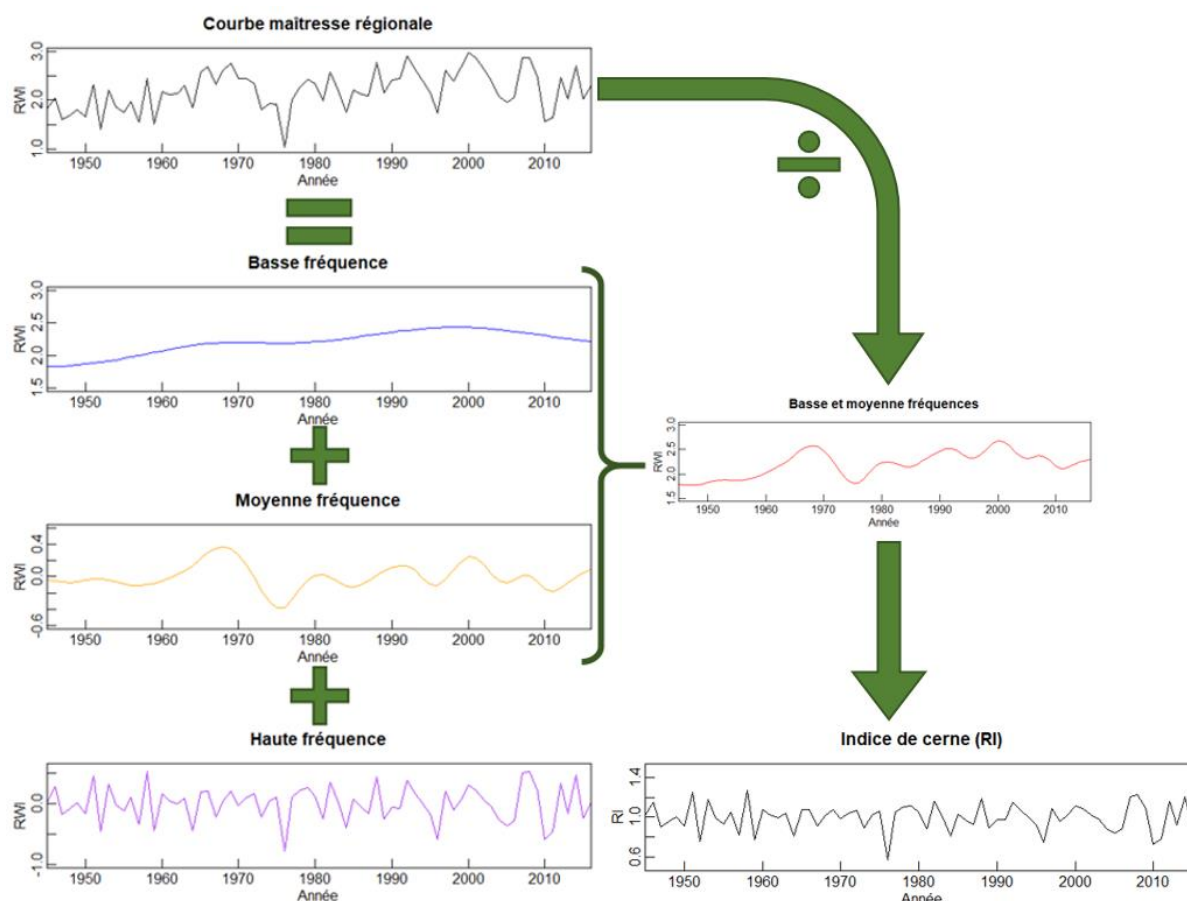 Courbe maîtresse régionale
RWI
3.0
2.0
1.0
1950 1960 1970 1980 1990 2000 2010
Année
Basse fréquence
RWI
3.0
2.5
2.0
1.5
1950 1960 1970 1980 1990 2000 2010
Année
Moyenne fréquence
RWI
0.4
0.0
-0.6
1950 1960 1970 1980 1990 2000 2010
Année
Haute fréquence
RWI
0.0
-1.0
1950 1960 1970 1980 1990 2000 2010
Année
Basse et moyenne fréquences
RWI
3.0
2.5
2.0
1.5
1950 1960 1970 1980 1990 2000 2010
Année
Indice de cerne (RI)
RI
1.4
1.0
0.6
1950 1960 1970 1980 1990 2000 2010
Année